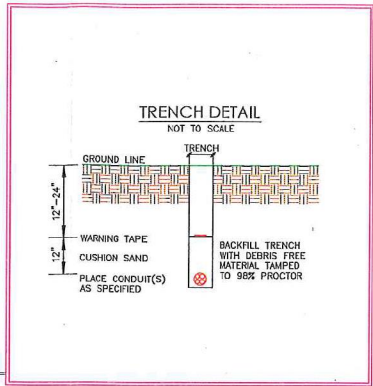 TRENCH DETAIL
NOT TO SCALE
TRENCH
GROUND LINE
12"-24"
WARNING TAPE
12"
CUSHION SAND
PLACE CONDUIT(S)
AS SPECIFIED
BACKFILL TRENCH
WITH DEBRIS FREE
MATERIAL TAMPED
TO 98% PROCTOR